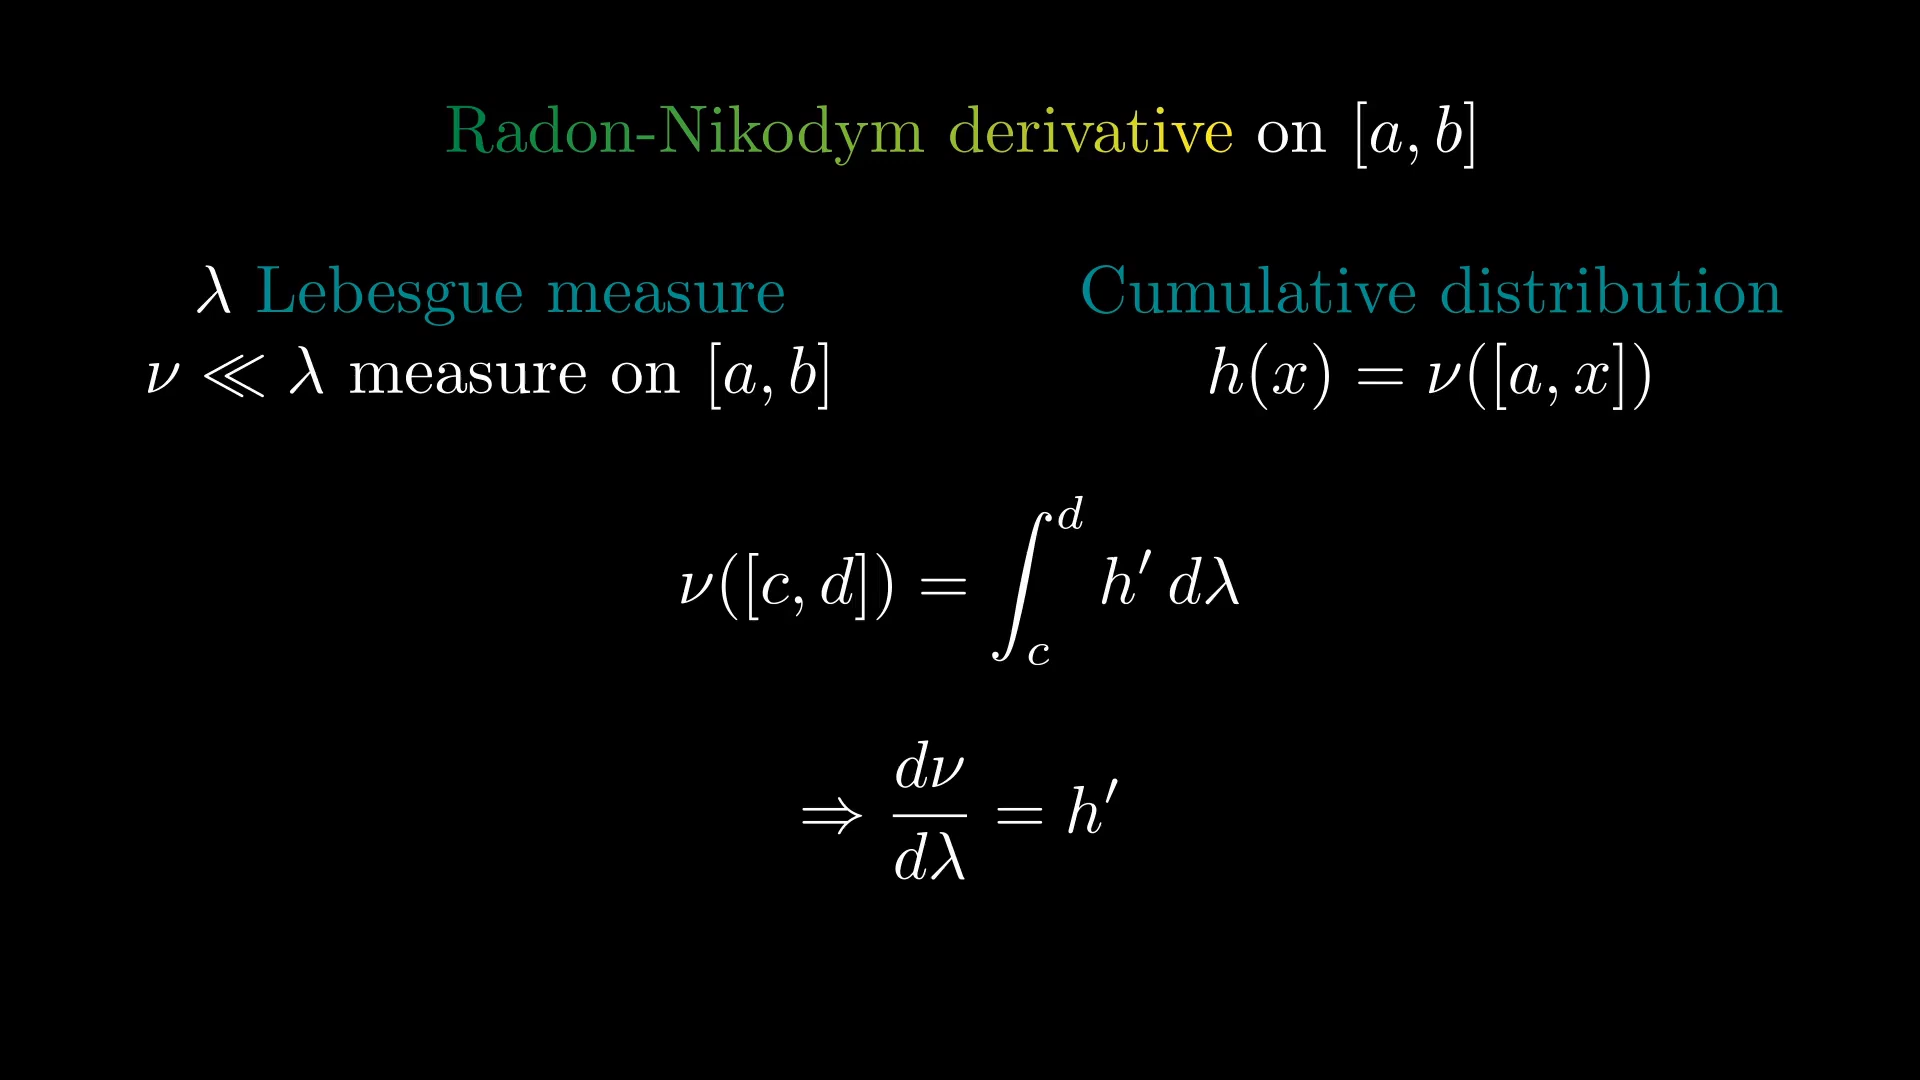 Radon-Nikodym derivative on [a, b]
λ Lebesgue measure
ν ≪ λ measure on [a, b]
Cumulative distribution
h(x) = ν([a, x])
ν([c, d]) = ∫_c^d h′ dλ
⇒ dν/dλ = h′